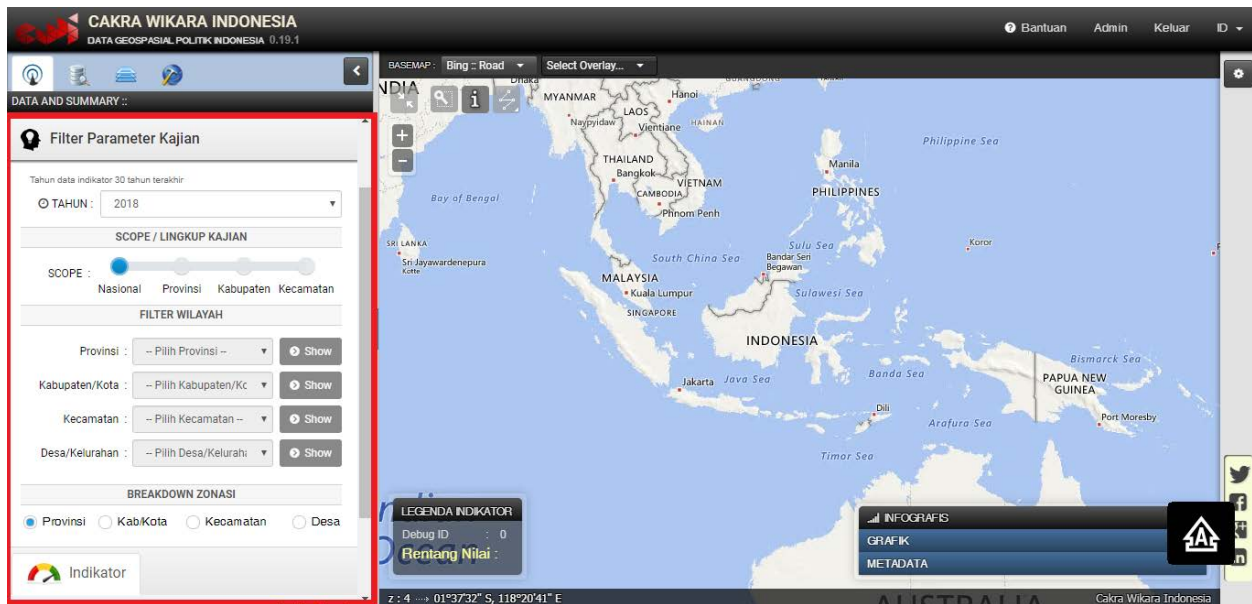 CAKRA WIKARA INDONESIA
DATA GEOSPASIAL POLITIK INDONESIA 0.19.1
Bantuan Admin Keluar ID
DATA AND SUMMARY ::
Filter Parameter Kajian
Tahun data indikator 30 tahun terakhir
TAHUN : 2018
SCOPE / LINGKUP KAJIAN
SCOPE :
Nasional Provinsi Kabupaten Kecamatan
FILTER WILAYAH
Provinsi : -- Pilih Provinsi -- Show
Kabupaten/Kota : -- Pilih Kabupaten/Kc Show
Kecamatan : -- Pilih Kecamatan -- Show
Desa/Kelurahan : -- Pilih Desa/Kelurah Show
BREAKDOWN ZONASI
Provinsi Kab/Kota Kecamatan Desa
Indikator
BASEMAP : Bing :: Road Select Overlay...
NDIA
Dhaka
MYANMAR
Hanoi
LAOS
Naypyidaw
Vientiane
HAINAN
THAILAND
Bangkok
VIETNAM
CAMBODIA
Phnom Penh
Bay of Bengal
Manila
PHILIPPINES
Philippine Sea
SRI LANKA
Sri Jayawardenepura
Kotte
South China Sea
Sulu Sea
Bandar Seri
Begawan
Koror
MALAYSIA
Kuala Lumpur
Sulawesi Sea
SINGAPORE
INDONESIA
Bismarck Sea
Jakarta
Java Sea
Banda Sea
PAPUA NEW
GUINEA
Dili
Arafura Sea
Port Moresby
Timor Sea
Indian
Ocean
LEGENDA INDIKATOR
Debug ID : 0
Rentang Nilai :
INFOGRAFIS
GRAFIK
METADATA
AUSTRALIA
z : 4 ···› 01°37'32" S, 118°20'41" E
Cakra Wikara Indonesia